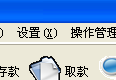 ) 设置(X) 操作管理
存款 取款